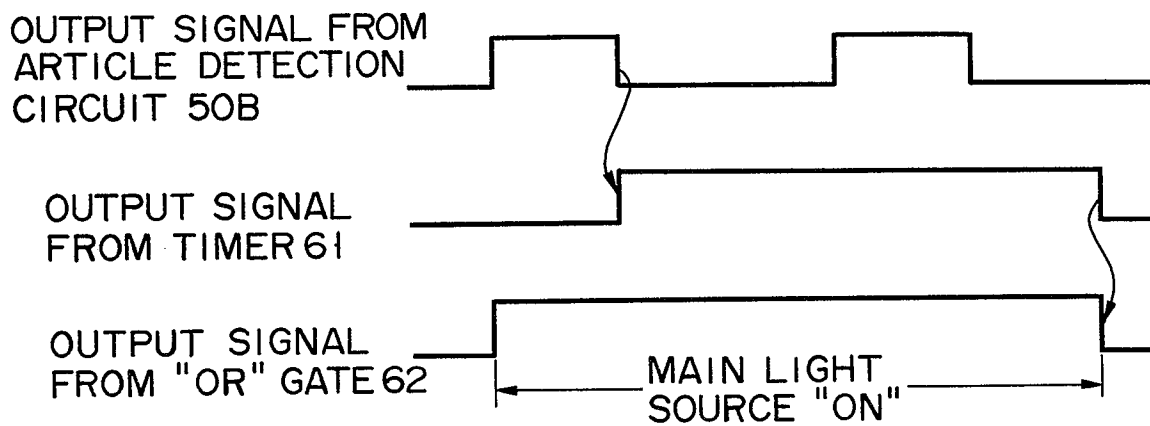 OUTPUT SIGNAL FROM
ARTICLE DETECTION
CIRCUIT 50B
OUTPUT SIGNAL
FROM TIMER 61
OUTPUT SIGNAL
FROM "OR" GATE 62
MAIN LIGHT
SOURCE "ON"